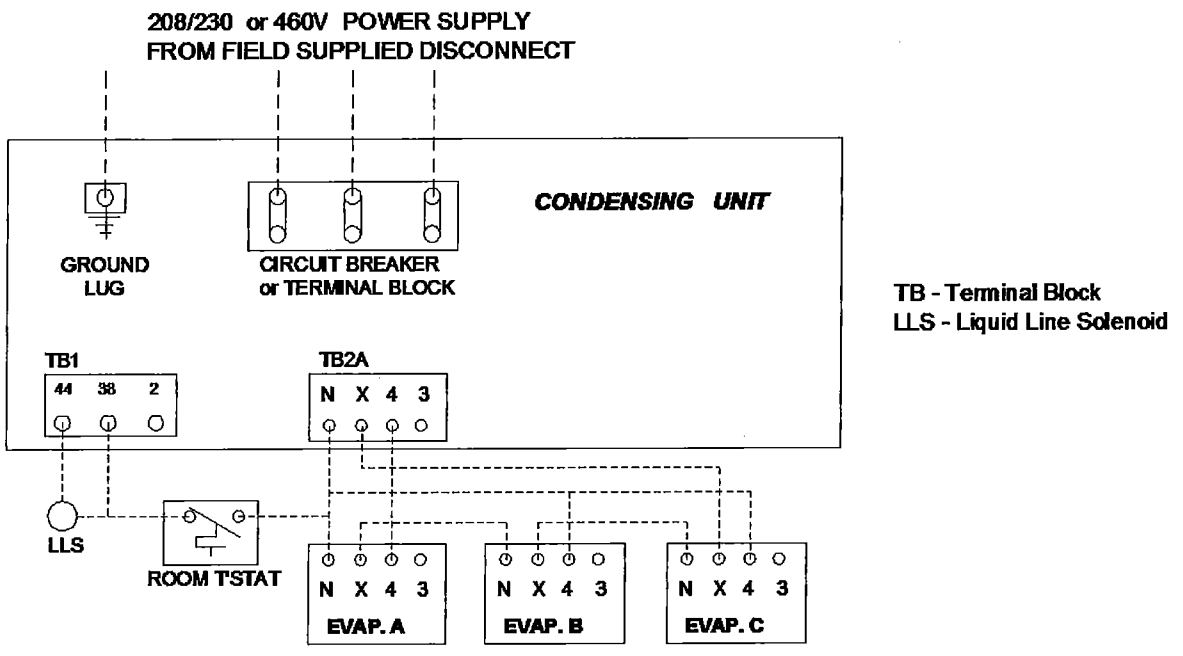 208/230 or 460V POWER SUPPLY
FROM FIELD SUPPLIED DISCONNECT
CONDENSING UNIT
GROUND
LUG
CIRCUIT BREAKER
or TERMINAL BLOCK
TB - Terminal Block
LLS - Liquid Line Solenoid
TB1
44 38 2
TB2A
N X 4 3
LLS
ROOM T'STAT
N X 4 3
EVAP. A
N X 4 3
EVAP. B
N X 4 3
EVAP. C